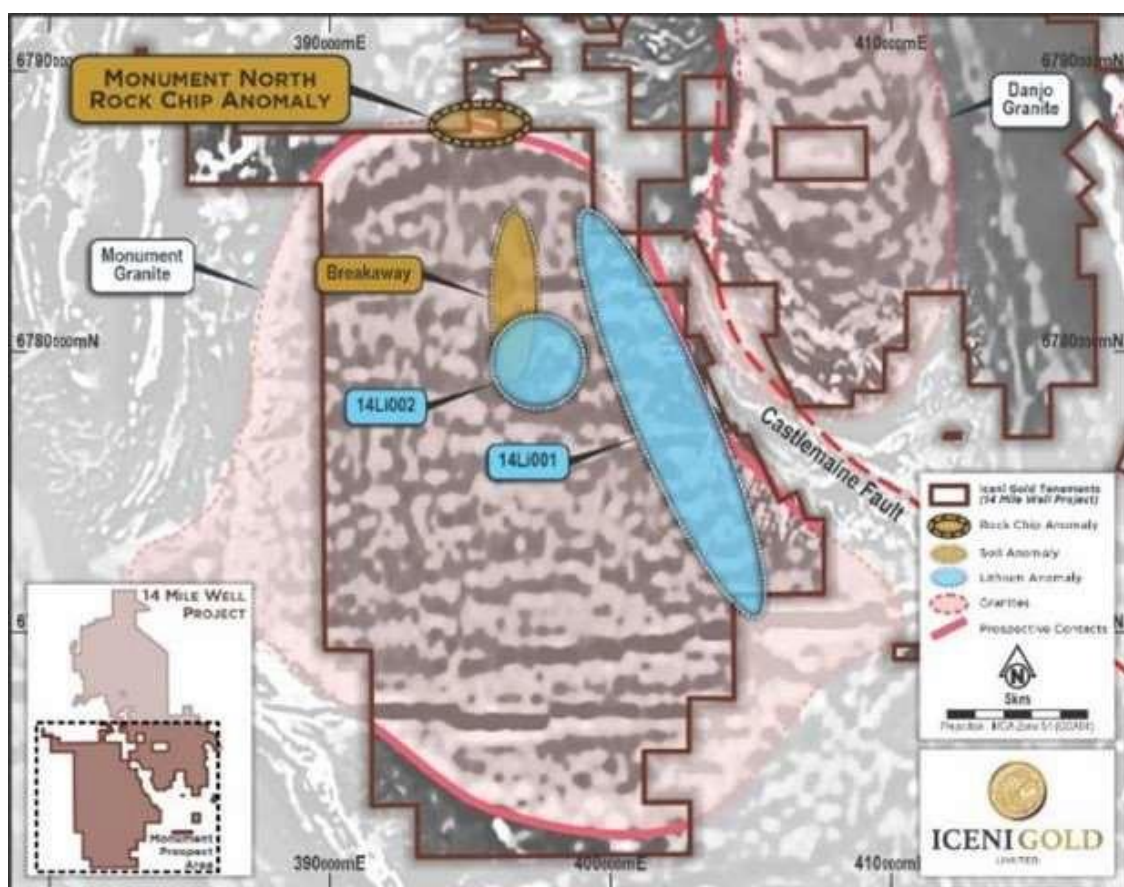 390000mE
410000mE
6790000
6790000
MONUMENT NORTH
ROCK CHIP ANOMALY
Danjo
Granite
Monument
Granite
Breakaway
6780000mN
6780000mN
14Li002
14Li001
Castlemaine Fault
Iceni Gold Tenements
(14 Mile Well Project)
Rock Chip Anomaly
Soil Anomaly
Lithium Anomaly
Granites
Prospective Contacts
N
5km
14 MILE WELL
PROJECT
Monument
Prospect
Area
390000mE
400000mE
410000mE
ICENI GOLD
LIMITED